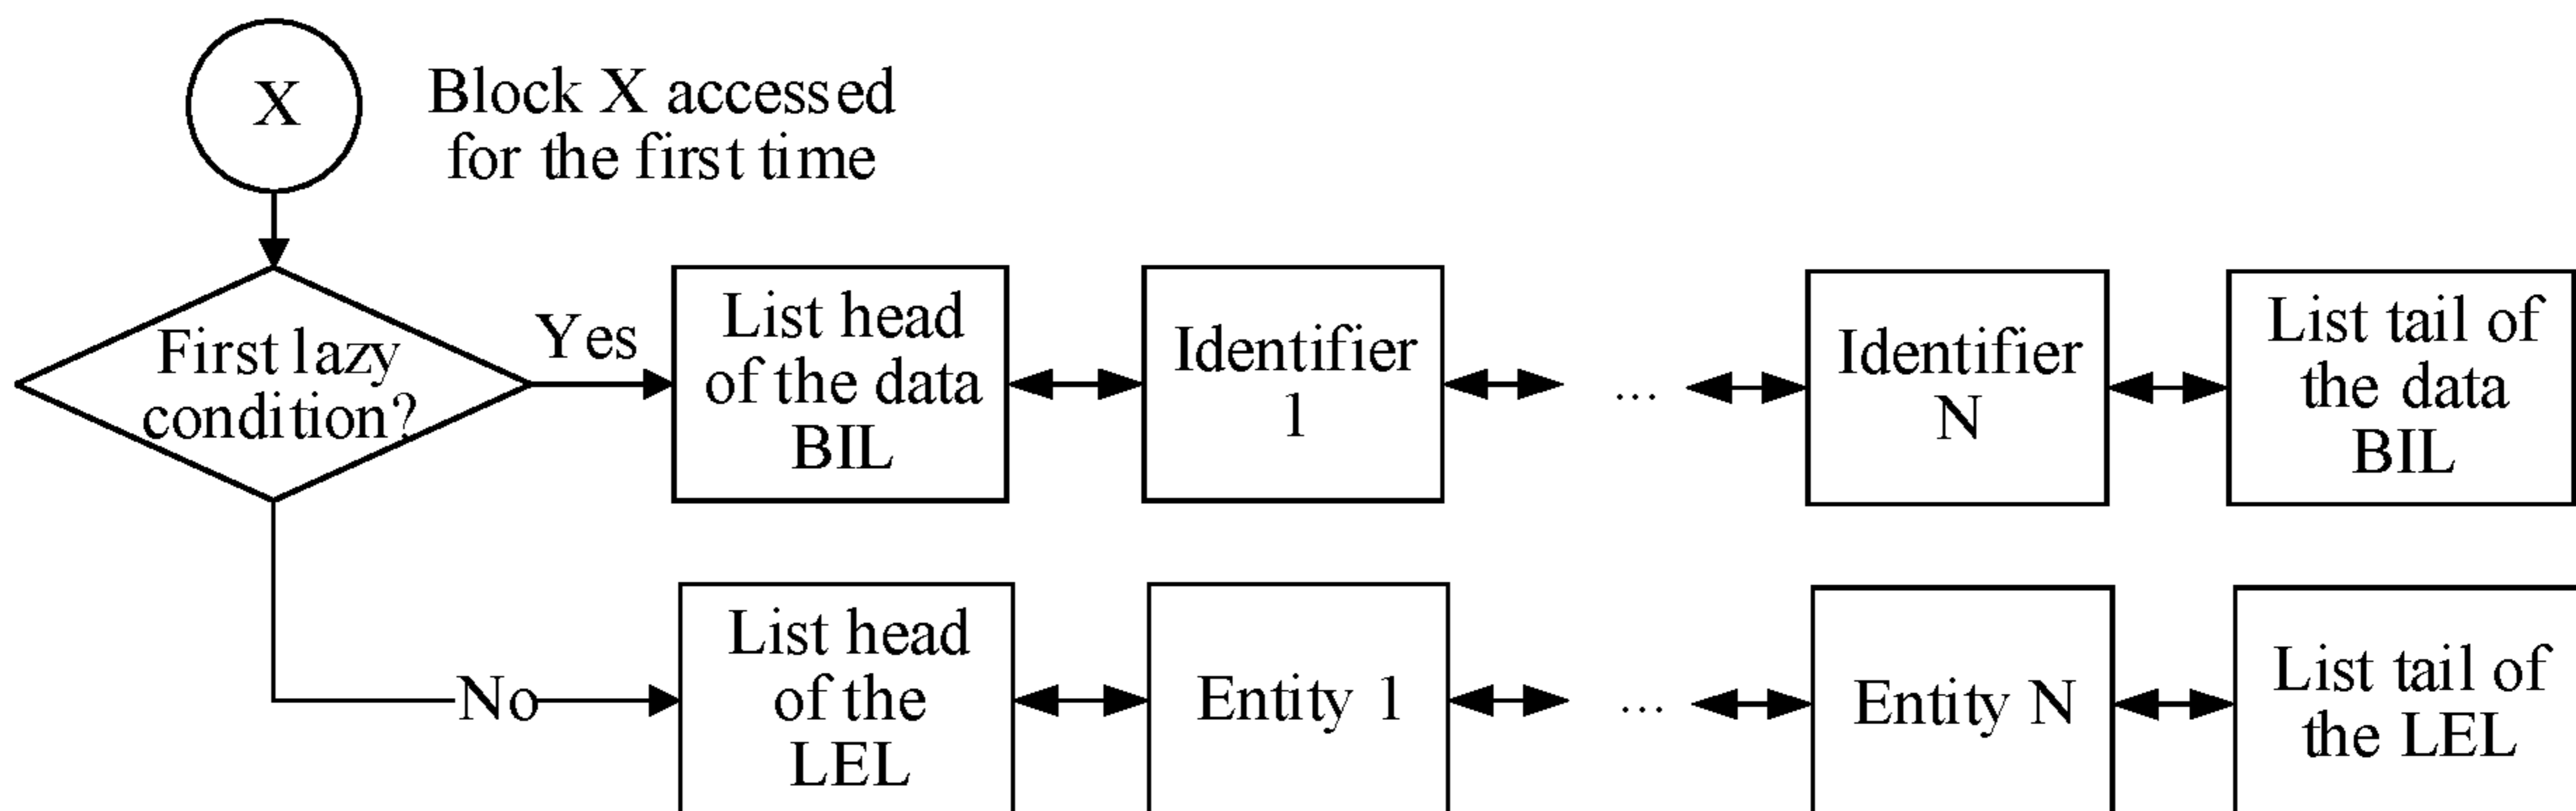 X
Block X accessed
for the first time
First lazy
condition?
Yes
List head
of the data
BIL
Identifier
1
...
Identifier
N
List tail of
the data
BIL
No
List head
of the
LEL
Entity 1
...
Entity N
List tail of
the LEL